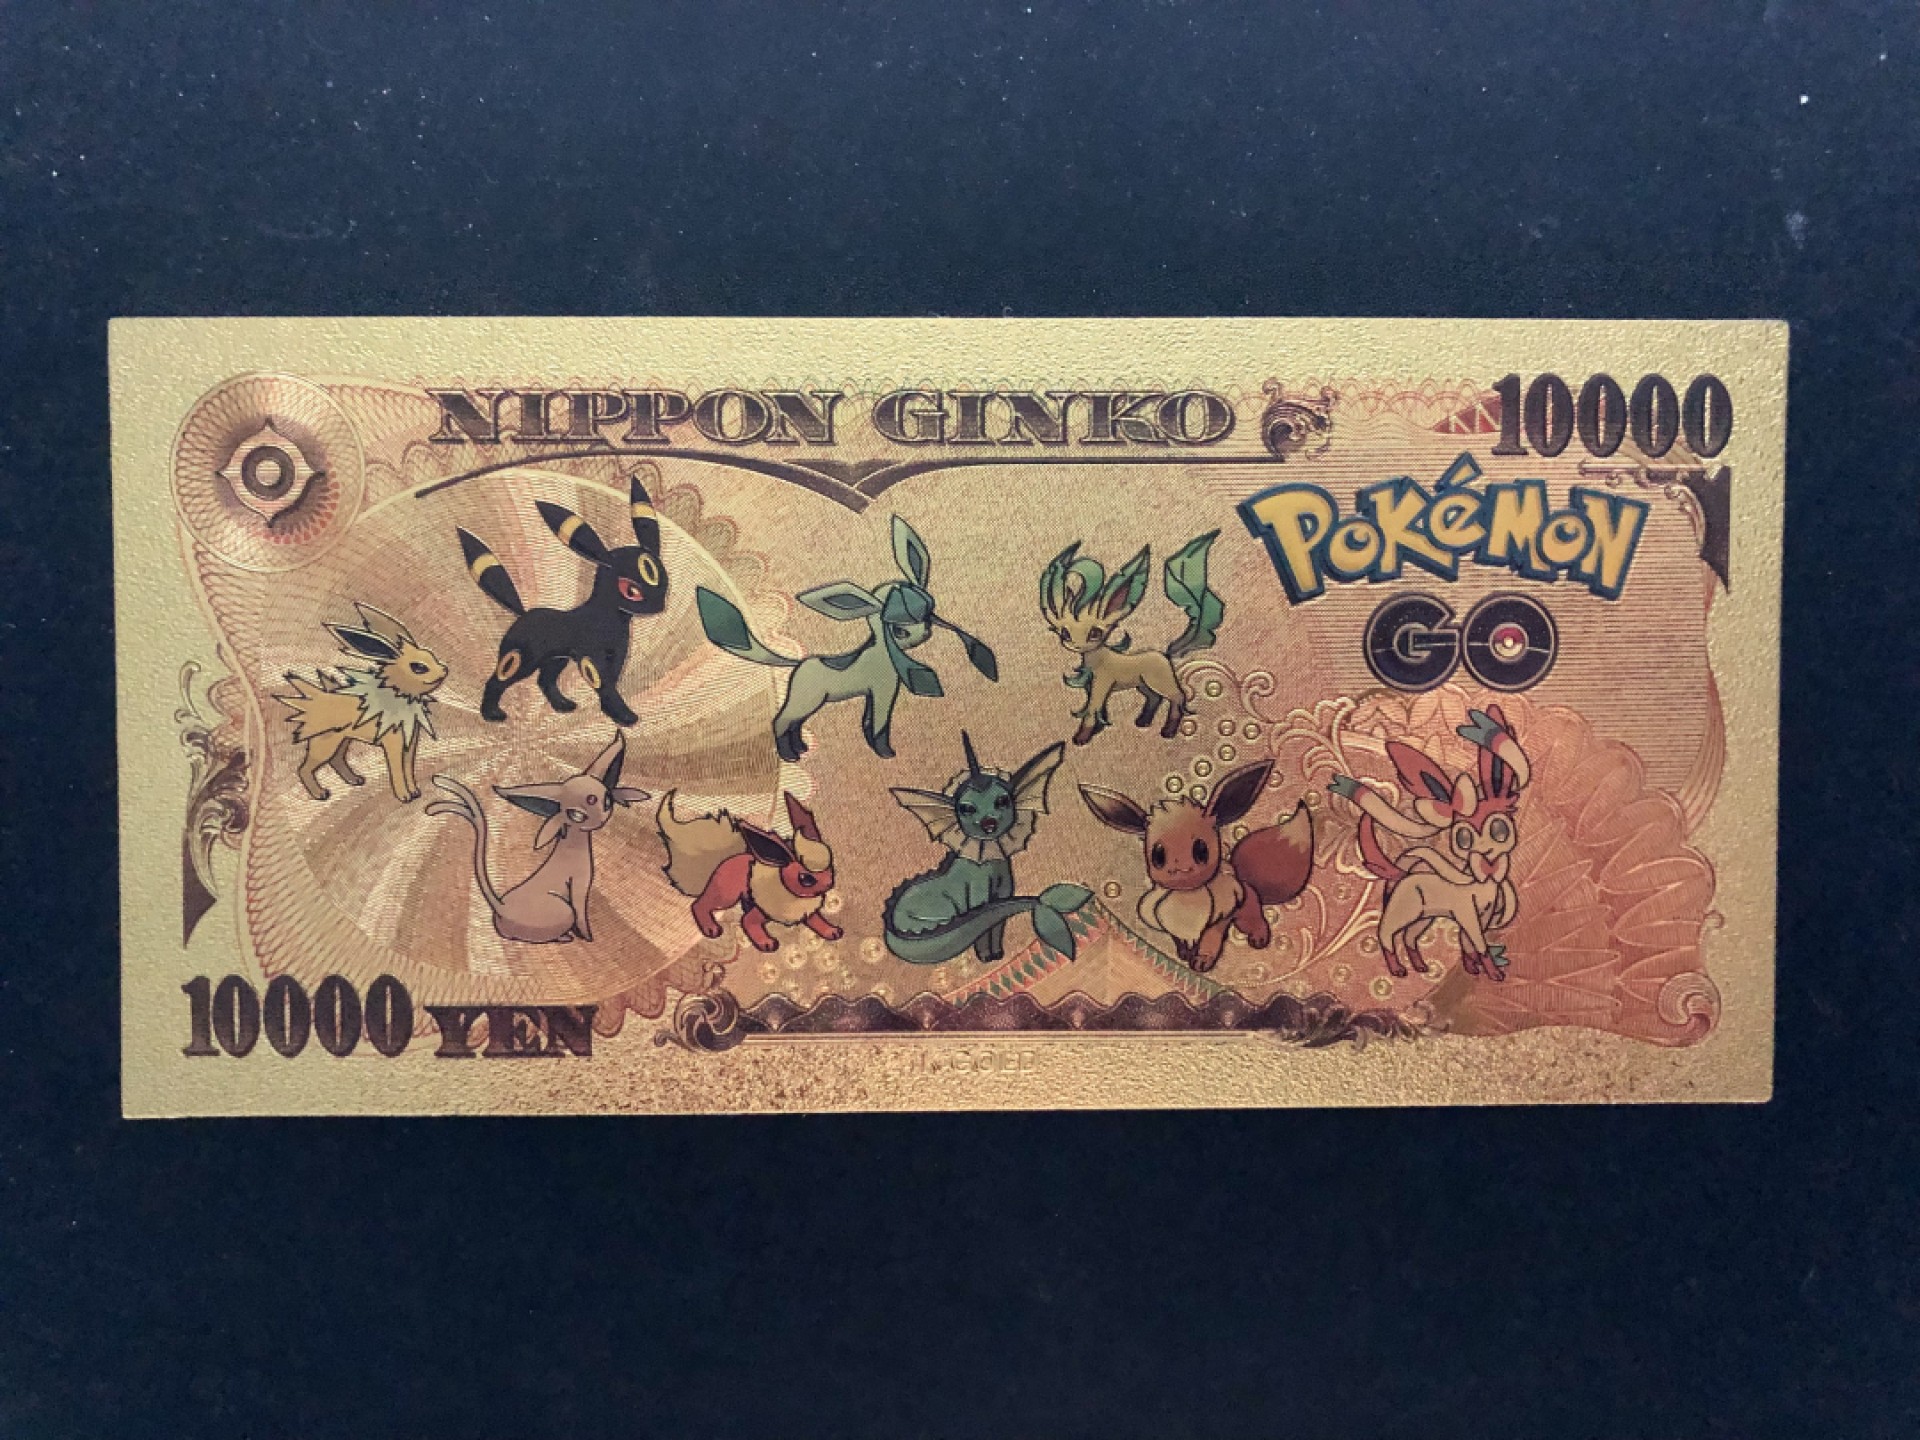 NIPPON GINKO
10000
POKéMON
GO
10000 YEN